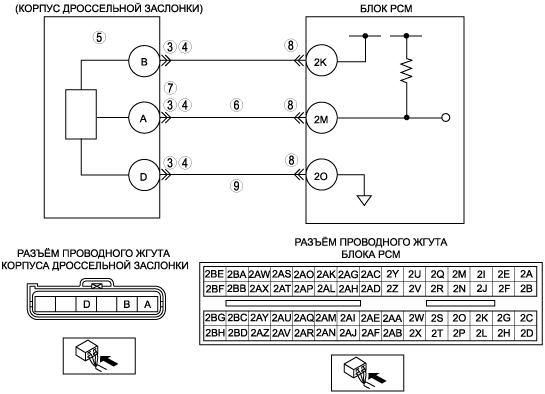 (КОРПУС ДРОССЕЛЬНОЙ ЗАСЛОНКИ)
БЛОК PCM
5
B 3 4 8 2K
7
A 3 4 6 8 2M
D 3 4 8 2O
9
РАЗЪЁМ ПРОВОДНОГО ЖГУТА
КОРПУСА ДРОССЕЛЬНОЙ ЗАСЛОНКИ
D B A
РАЗЪЁМ ПРОВОДНОГО ЖГУТА
БЛОКА PCM
2BE 2BA 2AW 2AS 2AO 2AK 2AG 2AC 2Y 2U 2Q 2M 2I 2E 2A
2BF 2BB 2AX 2AT 2AP 2AL 2AH 2AD 2Z 2V 2R 2N 2J 2F 2B
2BG 2BC 2AY 2AU 2AQ 2AM 2AI 2AE 2AA 2W 2S 2O 2K 2G 2C
2BH 2BD 2AZ 2AV 2AR 2AN 2AJ 2AF 2AB 2X 2T 2P 2L 2H 2D